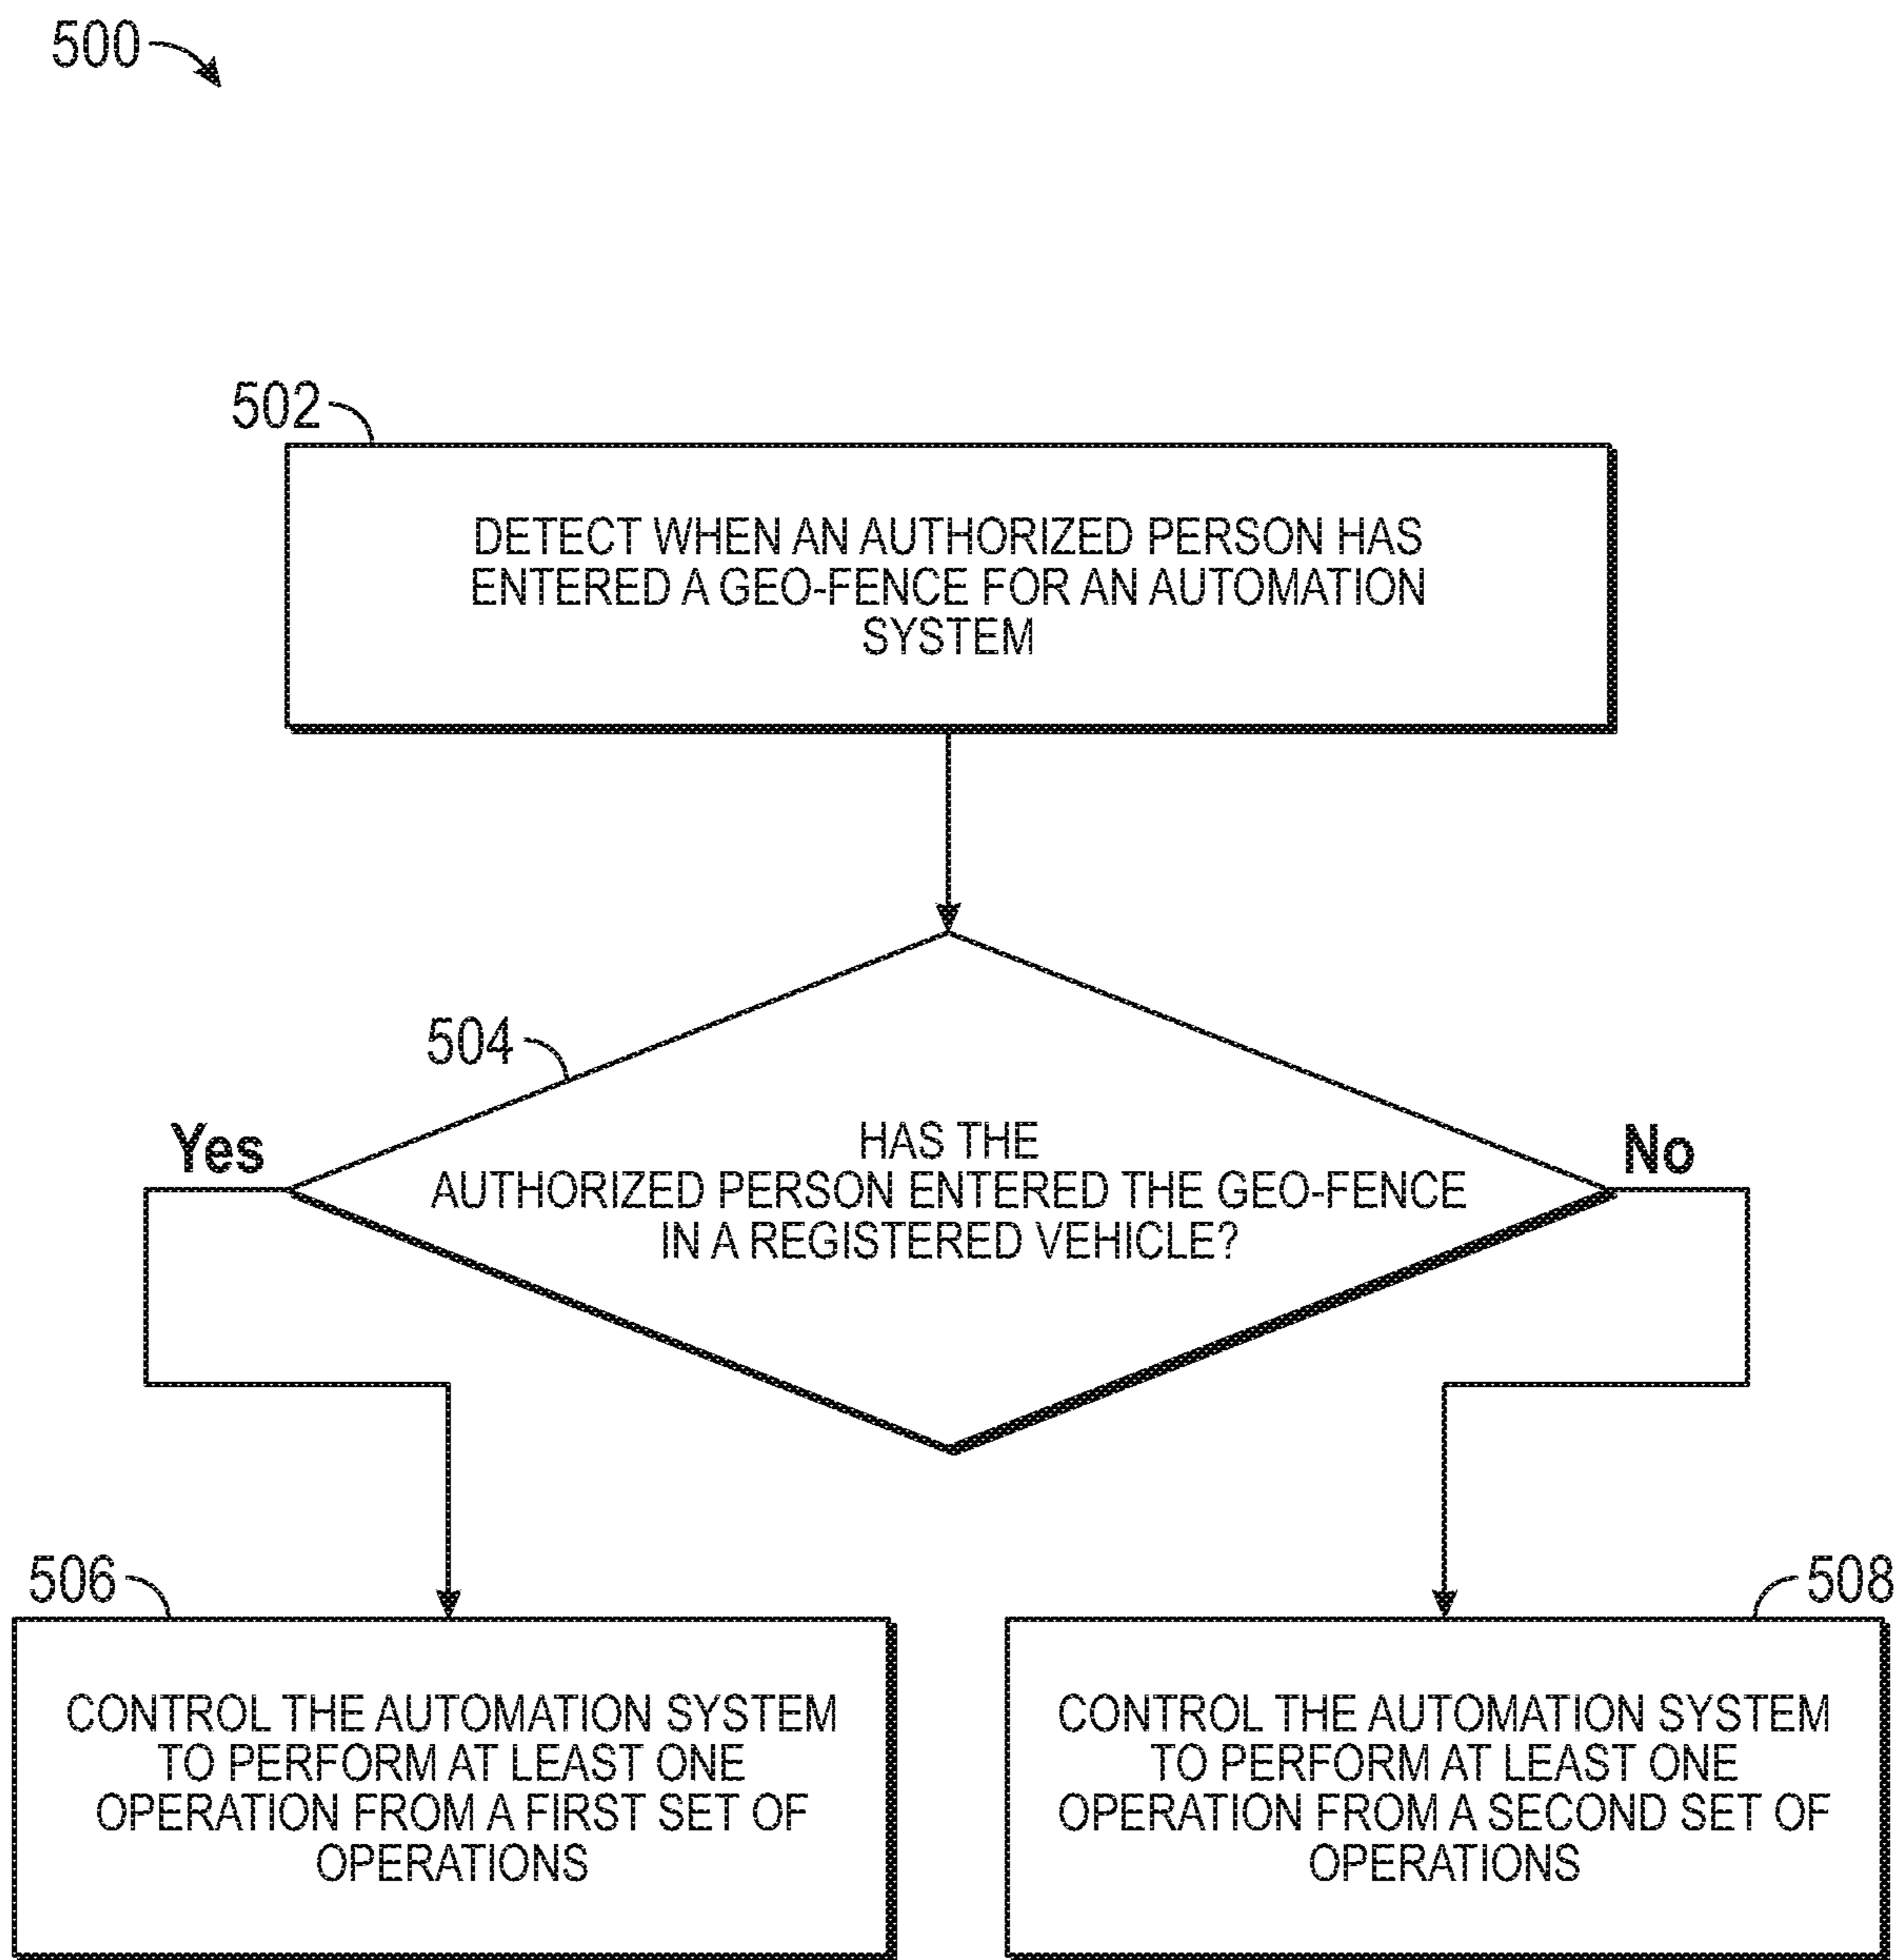 500
502
DETECT WHEN AN AUTHORIZED PERSON HAS
ENTERED A GEO-FENCE FOR AN AUTOMATION
SYSTEM
504
Yes
No
HAS THE
AUTHORIZED PERSON ENTERED THE GEO-FENCE
IN A REGISTERED VEHICLE?
506
CONTROL THE AUTOMATION SYSTEM
TO PERFORM AT LEAST ONE
OPERATION FROM A FIRST SET OF
OPERATIONS
508
CONTROL THE AUTOMATION SYSTEM
TO PERFORM AT LEAST ONE
OPERATION FROM A SECOND SET OF
OPERATIONS